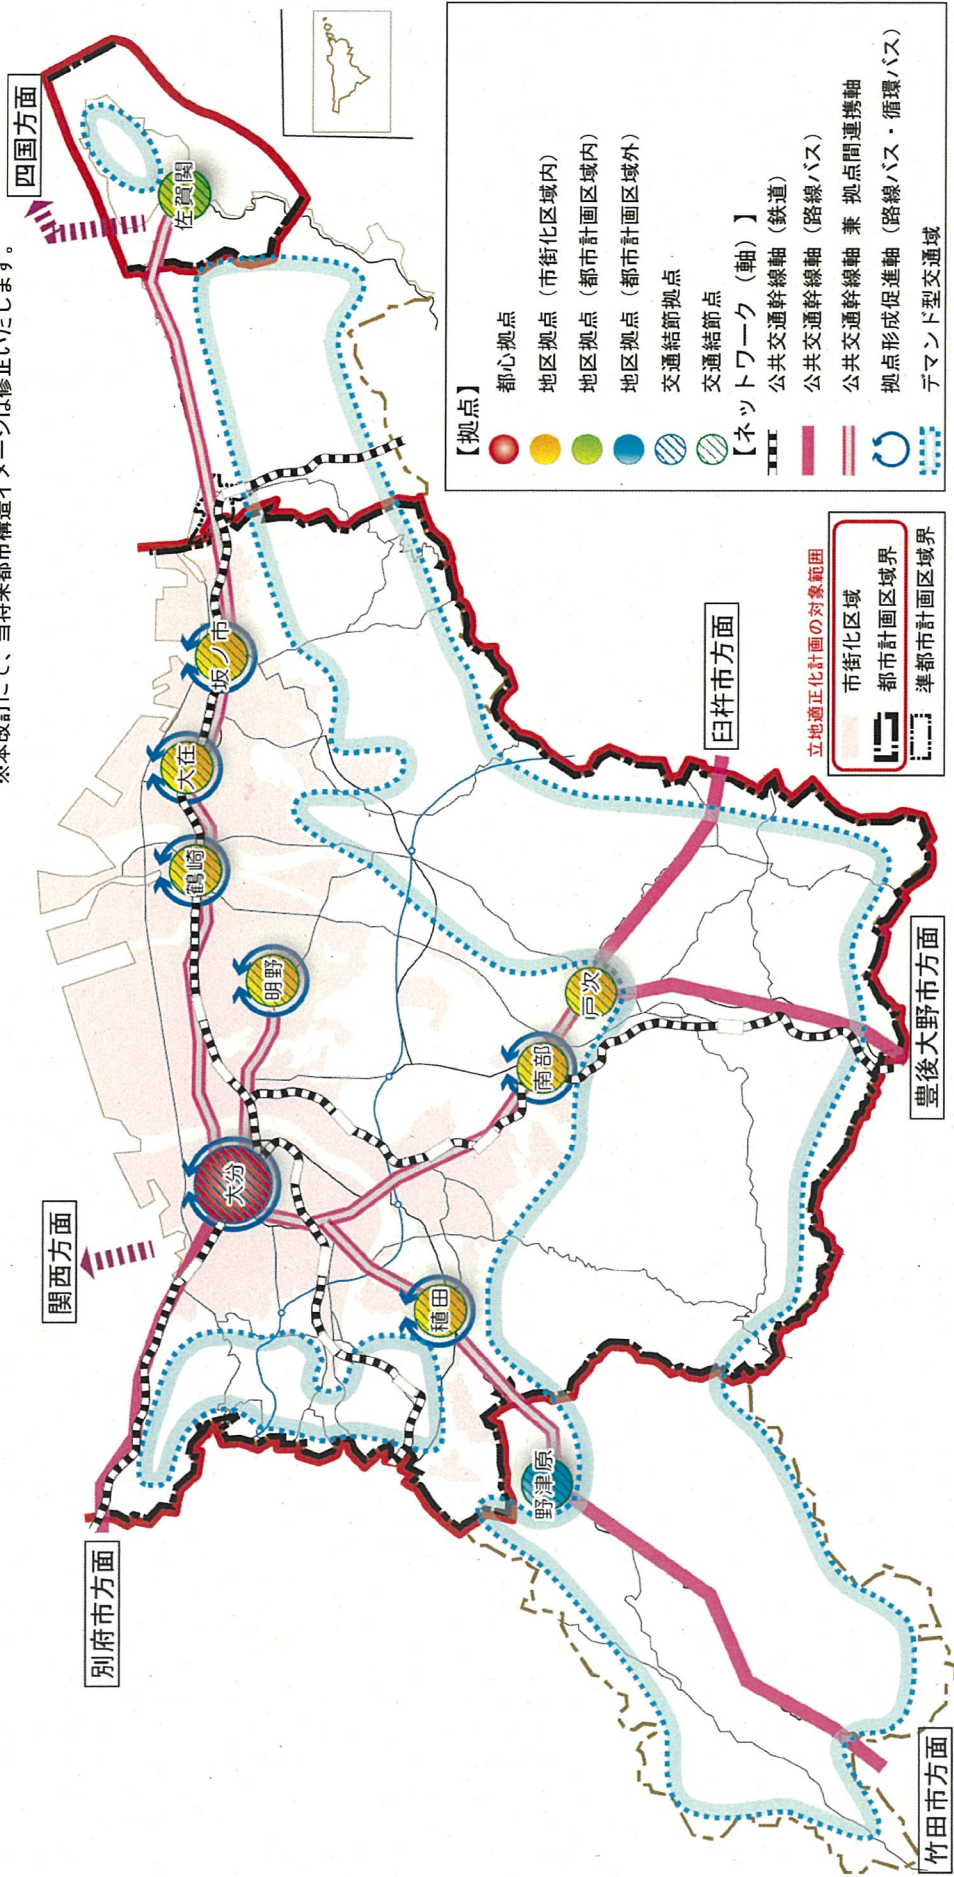 ※本改訂にて、当将来都市構造イメージは修正いたします。
四国方面
佐賀関
関西方面
別府市方面
大分
鶴崎
大在
坂ノ市
明野
稙田
野津原
南部
戸次
臼杵市方面
豊後大野市方面
竹田市方面
【拠点】
都心拠点
地区拠点（市街化区域内）
地区拠点（都市計画区域内）
地区拠点（都市計画区域外）
交通結節拠点
交通結節点
【ネットワーク（軸）】
公共交通幹線軸（鉄道）
公共交通幹線軸（路線バス）
公共交通幹線軸 兼 拠点間連携軸
拠点形成促進軸（路線バス・循環バス）
デマンド型交通域
立地適正化計画の対象範囲
市街化区域
都市計画区域界
準都市計画区域界